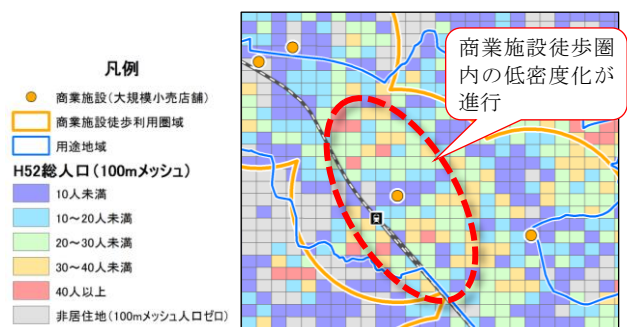 凡例
商業施設（大規模小売店舗）
商業施設徒歩利用圏域
用途地域
H52総人口（100mメッシュ）
10人未満
10～20人未満
20～30人未満
30～40人未満
40人以上
非居住地（100mメッシュ人口ゼロ）
商業施設徒歩圏
内の低密度化が
進行